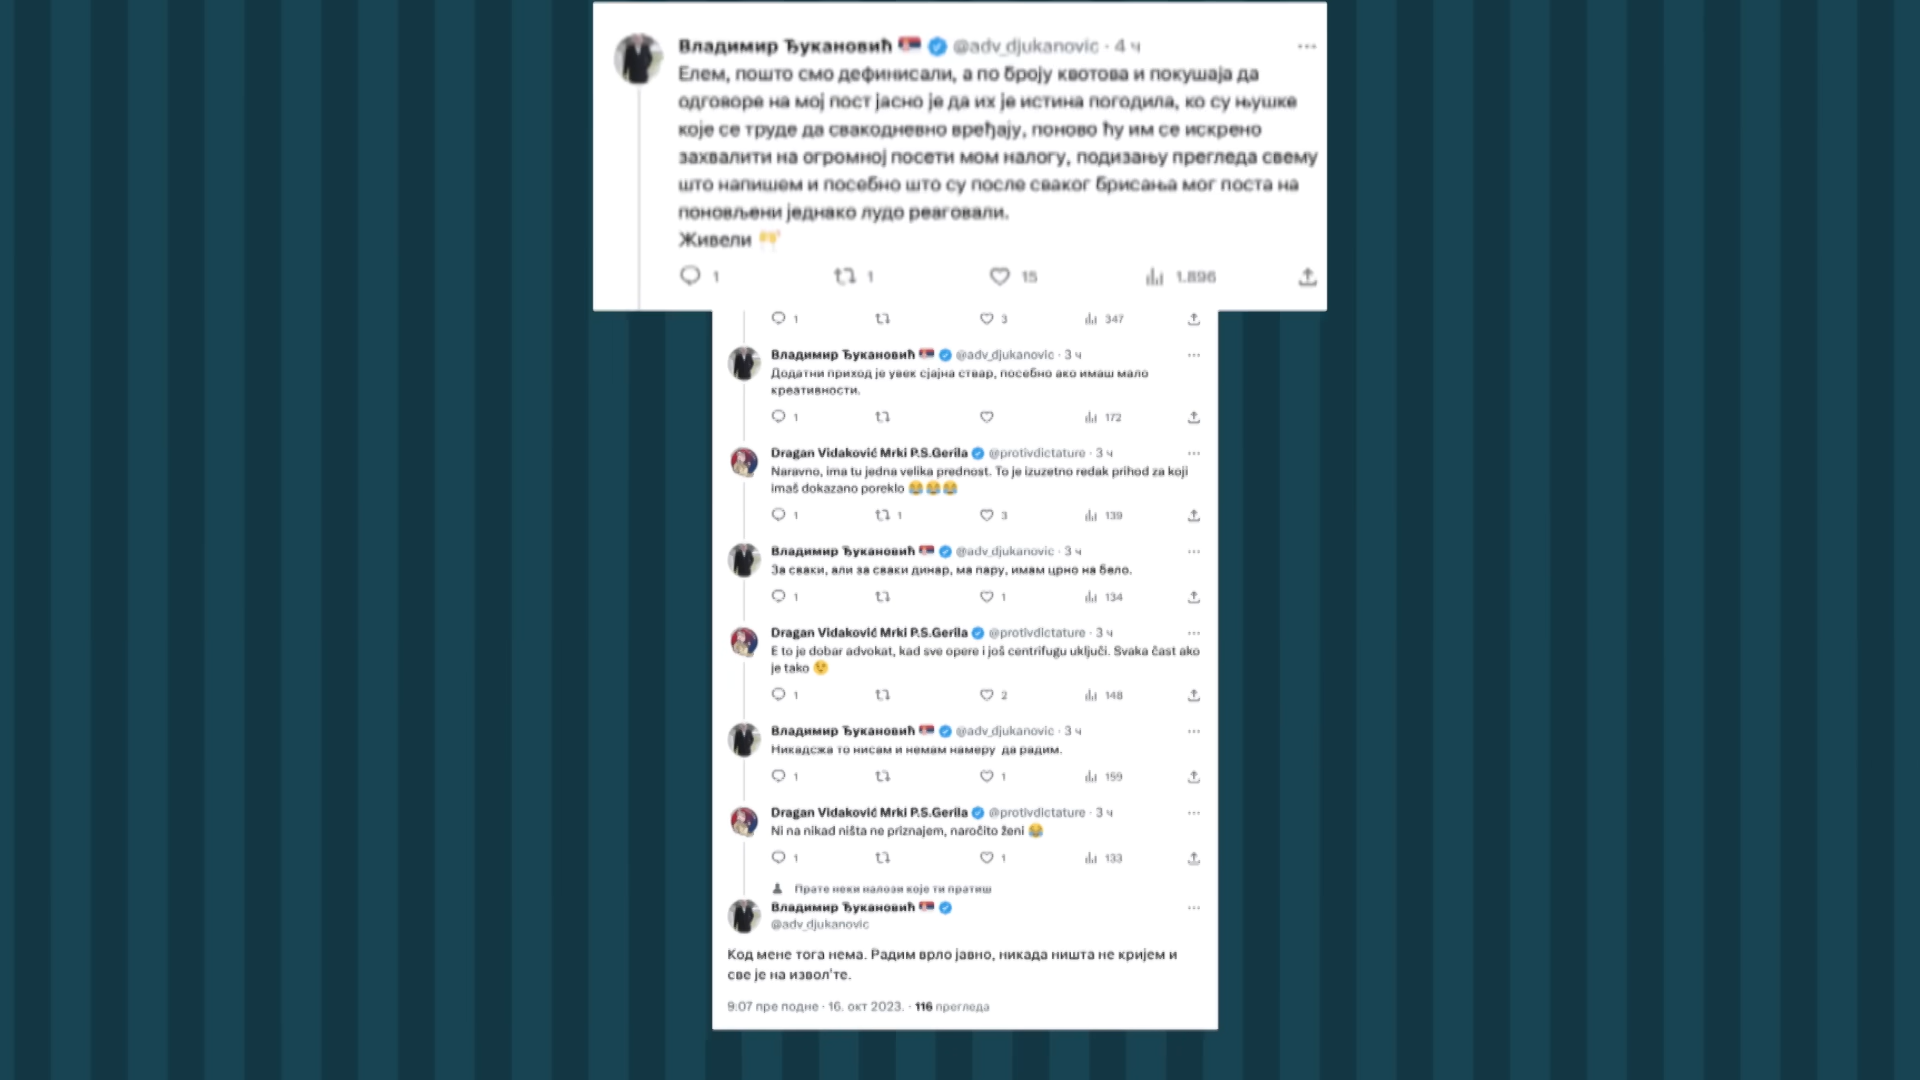 Владимир Ђукановић @adv_djukanovic · 4 ч
Елем, пошто смо дефинисали, а по броју квотова и покушаја да
одговоре на мој пост јасно је да их је истина погодила, ко су њушке
које се труде да свакодневно вређају, поново ћу им се искрено
захвалити на огромној посети мом налогу, подизању прегледа свему
што напишем и посебно што су после сваког брисања мог поста на
поновљени једнако лудо реаговали.
Живели
1 1 15 1.896
1 3 347
Владимир Ђукановић @adv_djukanovic · 3 ч
Додатни приход је увек сјајна ствар, посебно ако имаш мало
креативности.
1 172
Dragan Vidaković Mrki P.S.Gerila @protivdictature · 3 ч
Naravno, ima tu jedna velika prednost. To je izuzetno redak prihod za koji
imaš dokazano poreklo 😂😂😂
1 1 3 139
Владимир Ђукановић @adv_djukanovic · 3 ч
За сваки, али за сваки динар, ма пару, имам црно на бело.
1 1 134
Dragan Vidaković Mrki P.S.Gerila @protivdictature · 3 ч
E to je dobar advokat, kad sve opere i još centrifugu uključi. Svaka čast ako
je tako 😉
1 2 148
Владимир Ђукановић @adv_djukanovic · 3 ч
Никадсжа то нисам и немам намеру да радим.
1 1 159
Dragan Vidaković Mrki P.S.Gerila @protivdictature · 3 ч
Ni na nikad ništa ne priznajem, naročito ženi 😂
1 1 133
Прате неки налози које ти пратиш
Владимир Ђукановић
@adv_djukanovic
Код мене тога нема. Радим врло јавно, никада ништа не кријем и
све је на извол'те.
9:07 пре подне · 16. окт 2023. · 116 прегледа